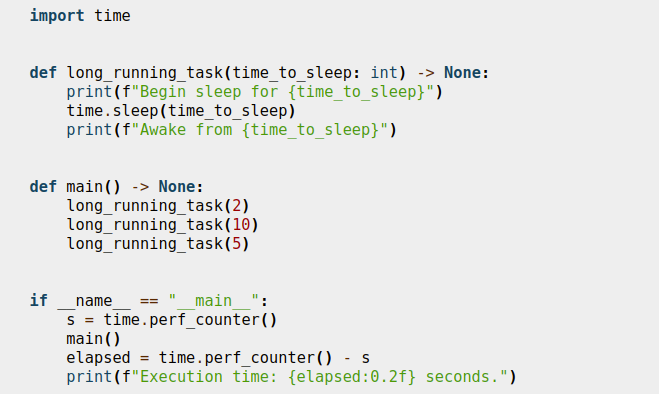 import time
def long_running_task(time_to_sleep: int) -> None:
    print(f"Begin sleep for {time_to_sleep}")
    time.sleep(time_to_sleep)
    print(f"Awake from {time_to_sleep}")
def main() -> None:
    long_running_task(2)
    long_running_task(10)
    long_running_task(5)
if __name__ == "__main__":
    s = time.perf_counter()
    main()
    elapsed = time.perf_counter() - s
    print(f"Execution time: {elapsed:0.2f} seconds.")